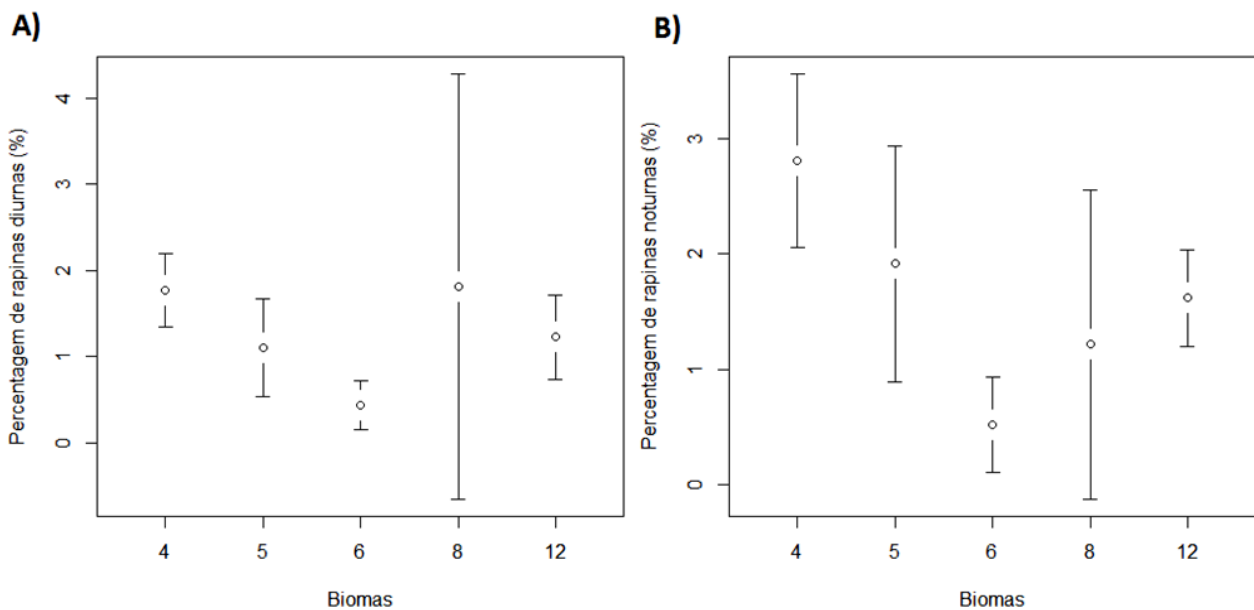 A)
Percentagem de rapinas diurnas (%)
4
3
2
1
0
4 5 6 8 12
Biomas
B)
Percentagem de rapinas noturnas (%)
3
2
1
0
4 5 6 8 12
Biomas